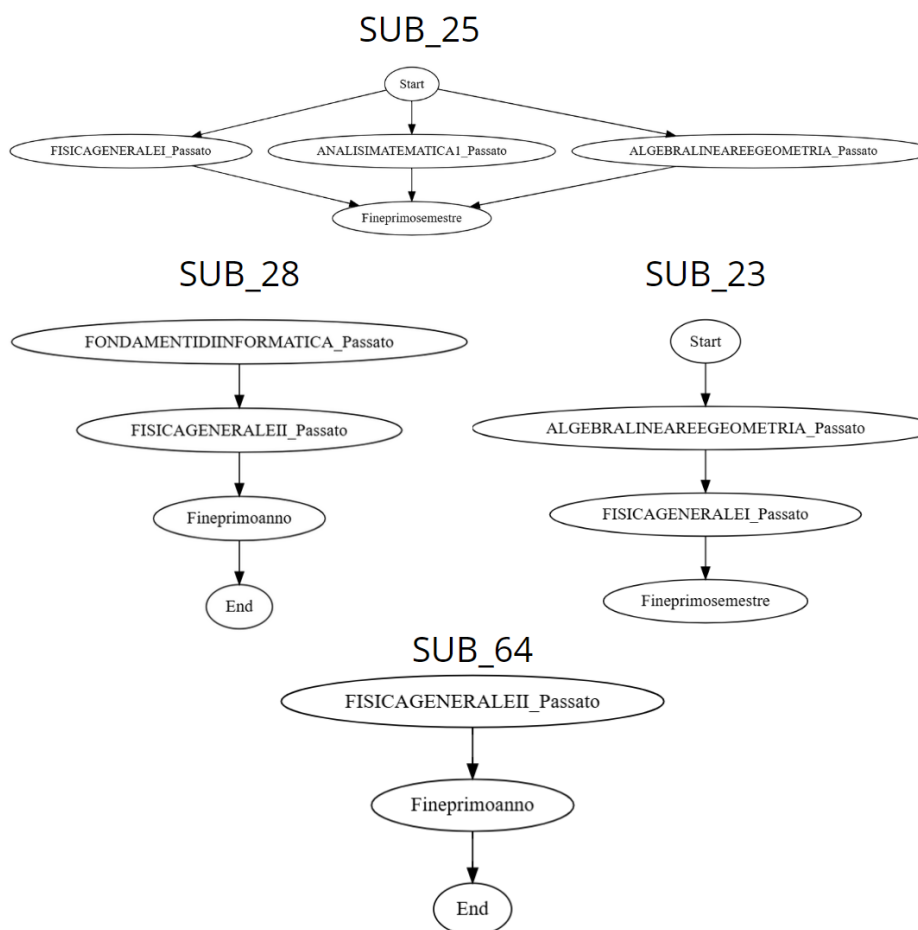 SUB_25
Start
FISICAGENERALEI_Passato
ANALISIMATEMATICA1_Passato
ALGEBRALINEAREEGEOMETRIA_Passato
Fineprimosemestre
SUB_28
FONDAMENTIDIINFORMATICA_Passato
FISICAGENERALEII_Passato
Fineprimoanno
End
SUB_23
Start
ALGEBRALINEAREEGEOMETRIA_Passato
FISICAGENERALEI_Passato
Fineprimosemestre
SUB_64
FISICAGENERALEII_Passato
Fineprimoanno
End